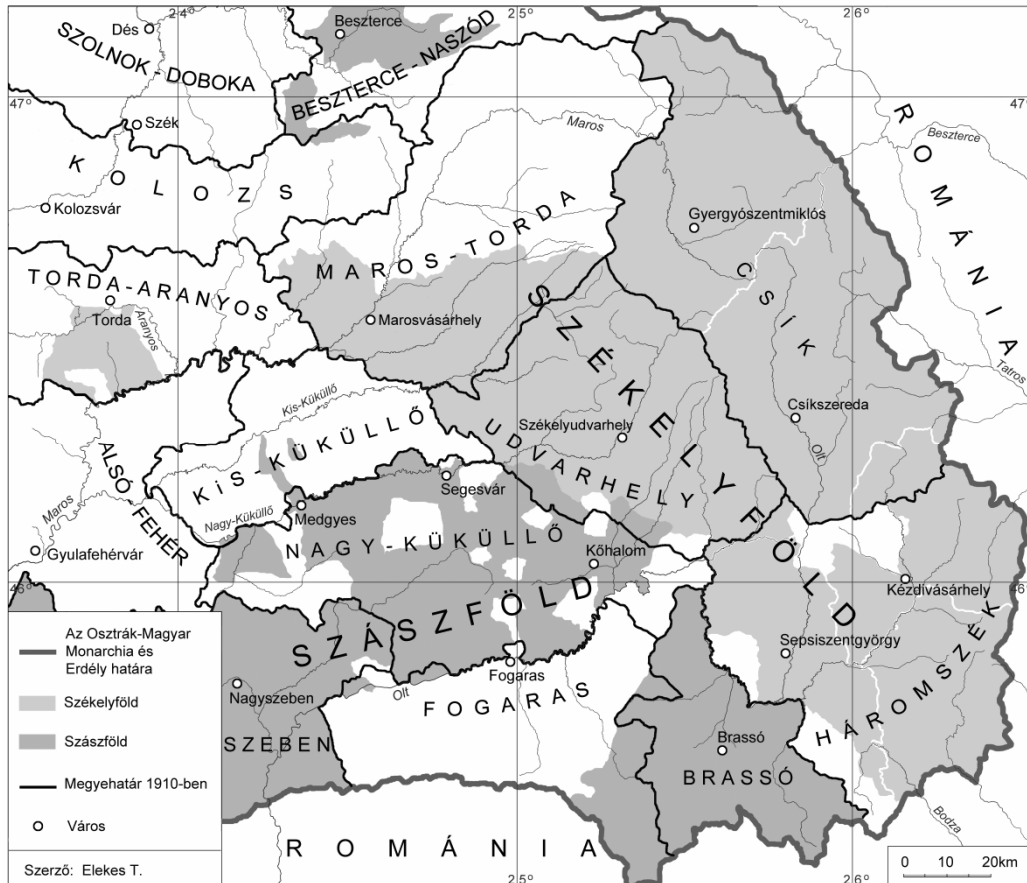 24°
25°
26°
Dés
Beszterce
SZOLNOK - DOBOKA
BESZTERCE - NASZÓD
47°
47°
Szék
Maros
Beszterce
ROMÁNIA
KOLOZS
Kolozsvár
Gyergyószentmiklós
MAROS-TORDA
CSÍK
TORDA-ARANYOS
Torda
Aranyos
Marosvásárhely
SZÉKELYFÖLD
Tatros
Kis-Küküllő
Csíkszereda
Székelyudvarhely
UDVARHELY
Olt
KiS-KÜKÜLLŐ
ALSÓ-FEHÉR
Segesvár
Maros
Nagy-Küküllő
Medgyes
NAGY-KÜKÜLLŐ
Gyulafehérvár
Kőhalom
46°
46°
Kézdivásárhely
SZÁSZFÖLD
Sepsiszentgyörgy
HÁROMSZÉK
Fogaras
Olt
Nagyszeben
FOGARAS
SZEBEN
Brassó
BRASSÓ
Bodza
ROMÁNIA
Az Osztrák-Magyar
Monarchia és
Erdély határa
Székelyföld
Szászföld
Megyehatár 1910-ben
Város
Szerző: Elekes T.
0 10 20km
25°
26°